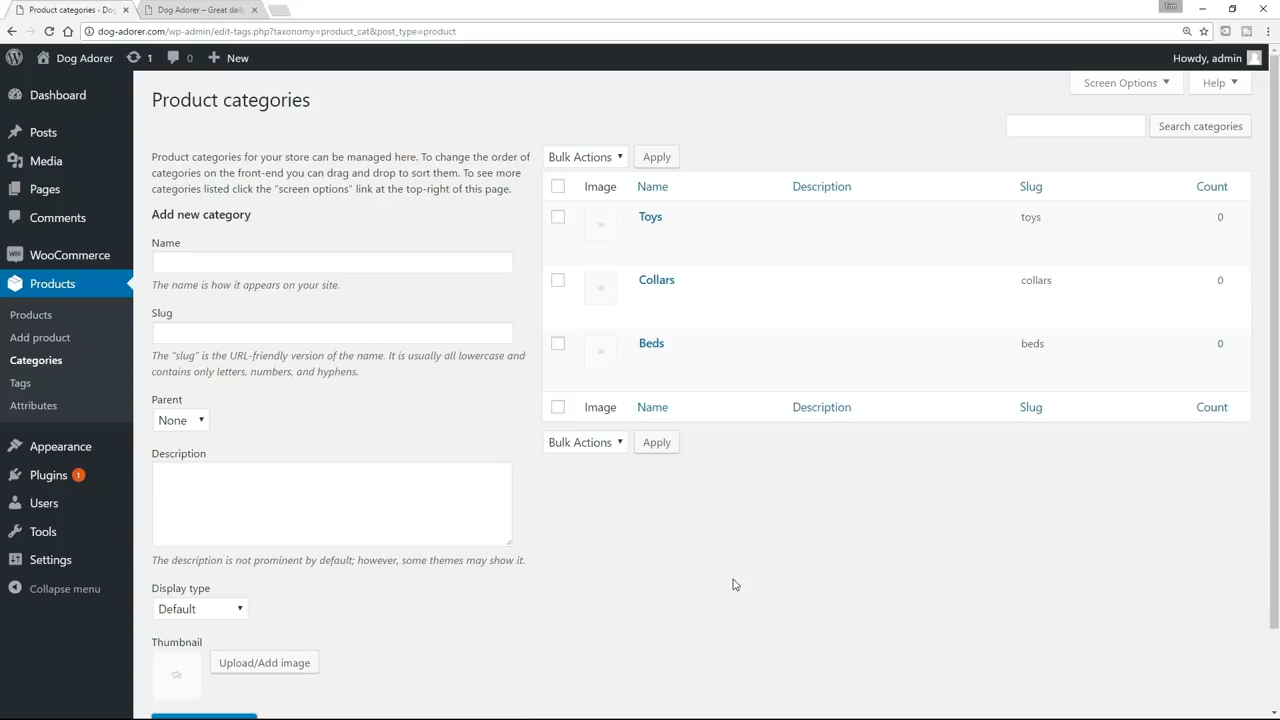 Product categories ‹ Do
Dog Adorer – Great dail
Tim
dog-adorer.com/wp-admin/edit-tags.php?taxonomy=product_cat&post_type=product
Dog Adorer
1
0
New
Howdy, admin
Screen Options
Help
Product categories
Search categories
Dashboard
Posts
Media
Pages
Comments
WooCommerce
Products
Products
Add product
Categories
Tags
Attributes
Appearance
Plugins 1
Users
Tools
Settings
Collapse menu
Product categories for your store can be managed here. To change the order of
categories on the front-end you can drag and drop to sort them. To see more
categories listed click the "screen options" link at the top-right of this page.
Add new category
Name
The name is how it appears on your site.
Slug
The "slug" is the URL-friendly version of the name. It is usually all lowercase and
contains only letters, numbers, and hyphens.
Parent
None
Description
The description is not prominent by default; however, some themes may show it.
Display type
Default
Thumbnail
Upload/Add image
Bulk Actions Apply
Image Name Description Slug Count
Toys toys 0
Collars collars 0
Beds beds 0
Image Name Description Slug Count
Bulk Actions Apply